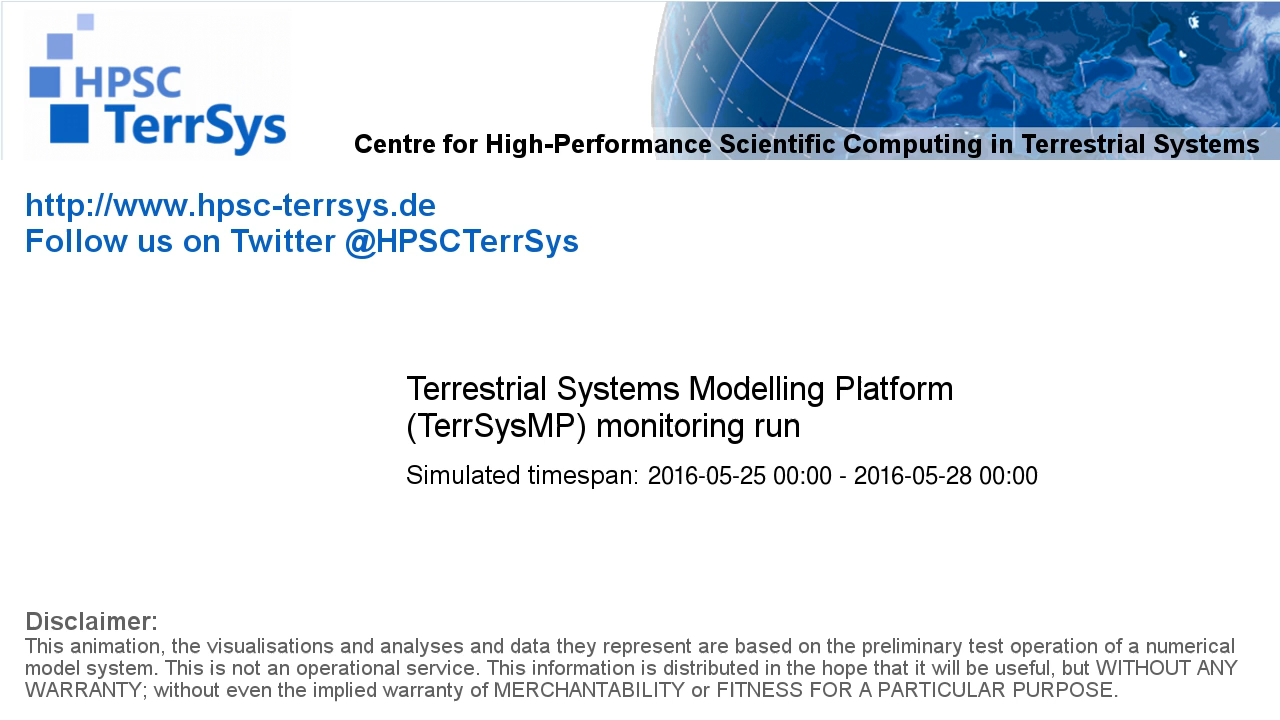 HPSC
TerrSys
Centre for High-Performance Scientific Computing in Terrestrial Systems
http://www.hpsc-terrsys.de
Follow us on Twitter @HPSCTerrSys
Terrestrial Systems Modelling Platform
(TerrSysMP) monitoring run
Simulated timespan: 2016-05-25 00:00 - 2016-05-28 00:00
Disclaimer:
This animation, the visualisations and analyses and data they represent are based on the preliminary test operation of a numerical
model system. This is not an operational service. This information is distributed in the hope that it will be useful, but WITHOUT ANY
WARRANTY; without even the implied warranty of MERCHANTABILITY or FITNESS FOR A PARTICULAR PURPOSE.